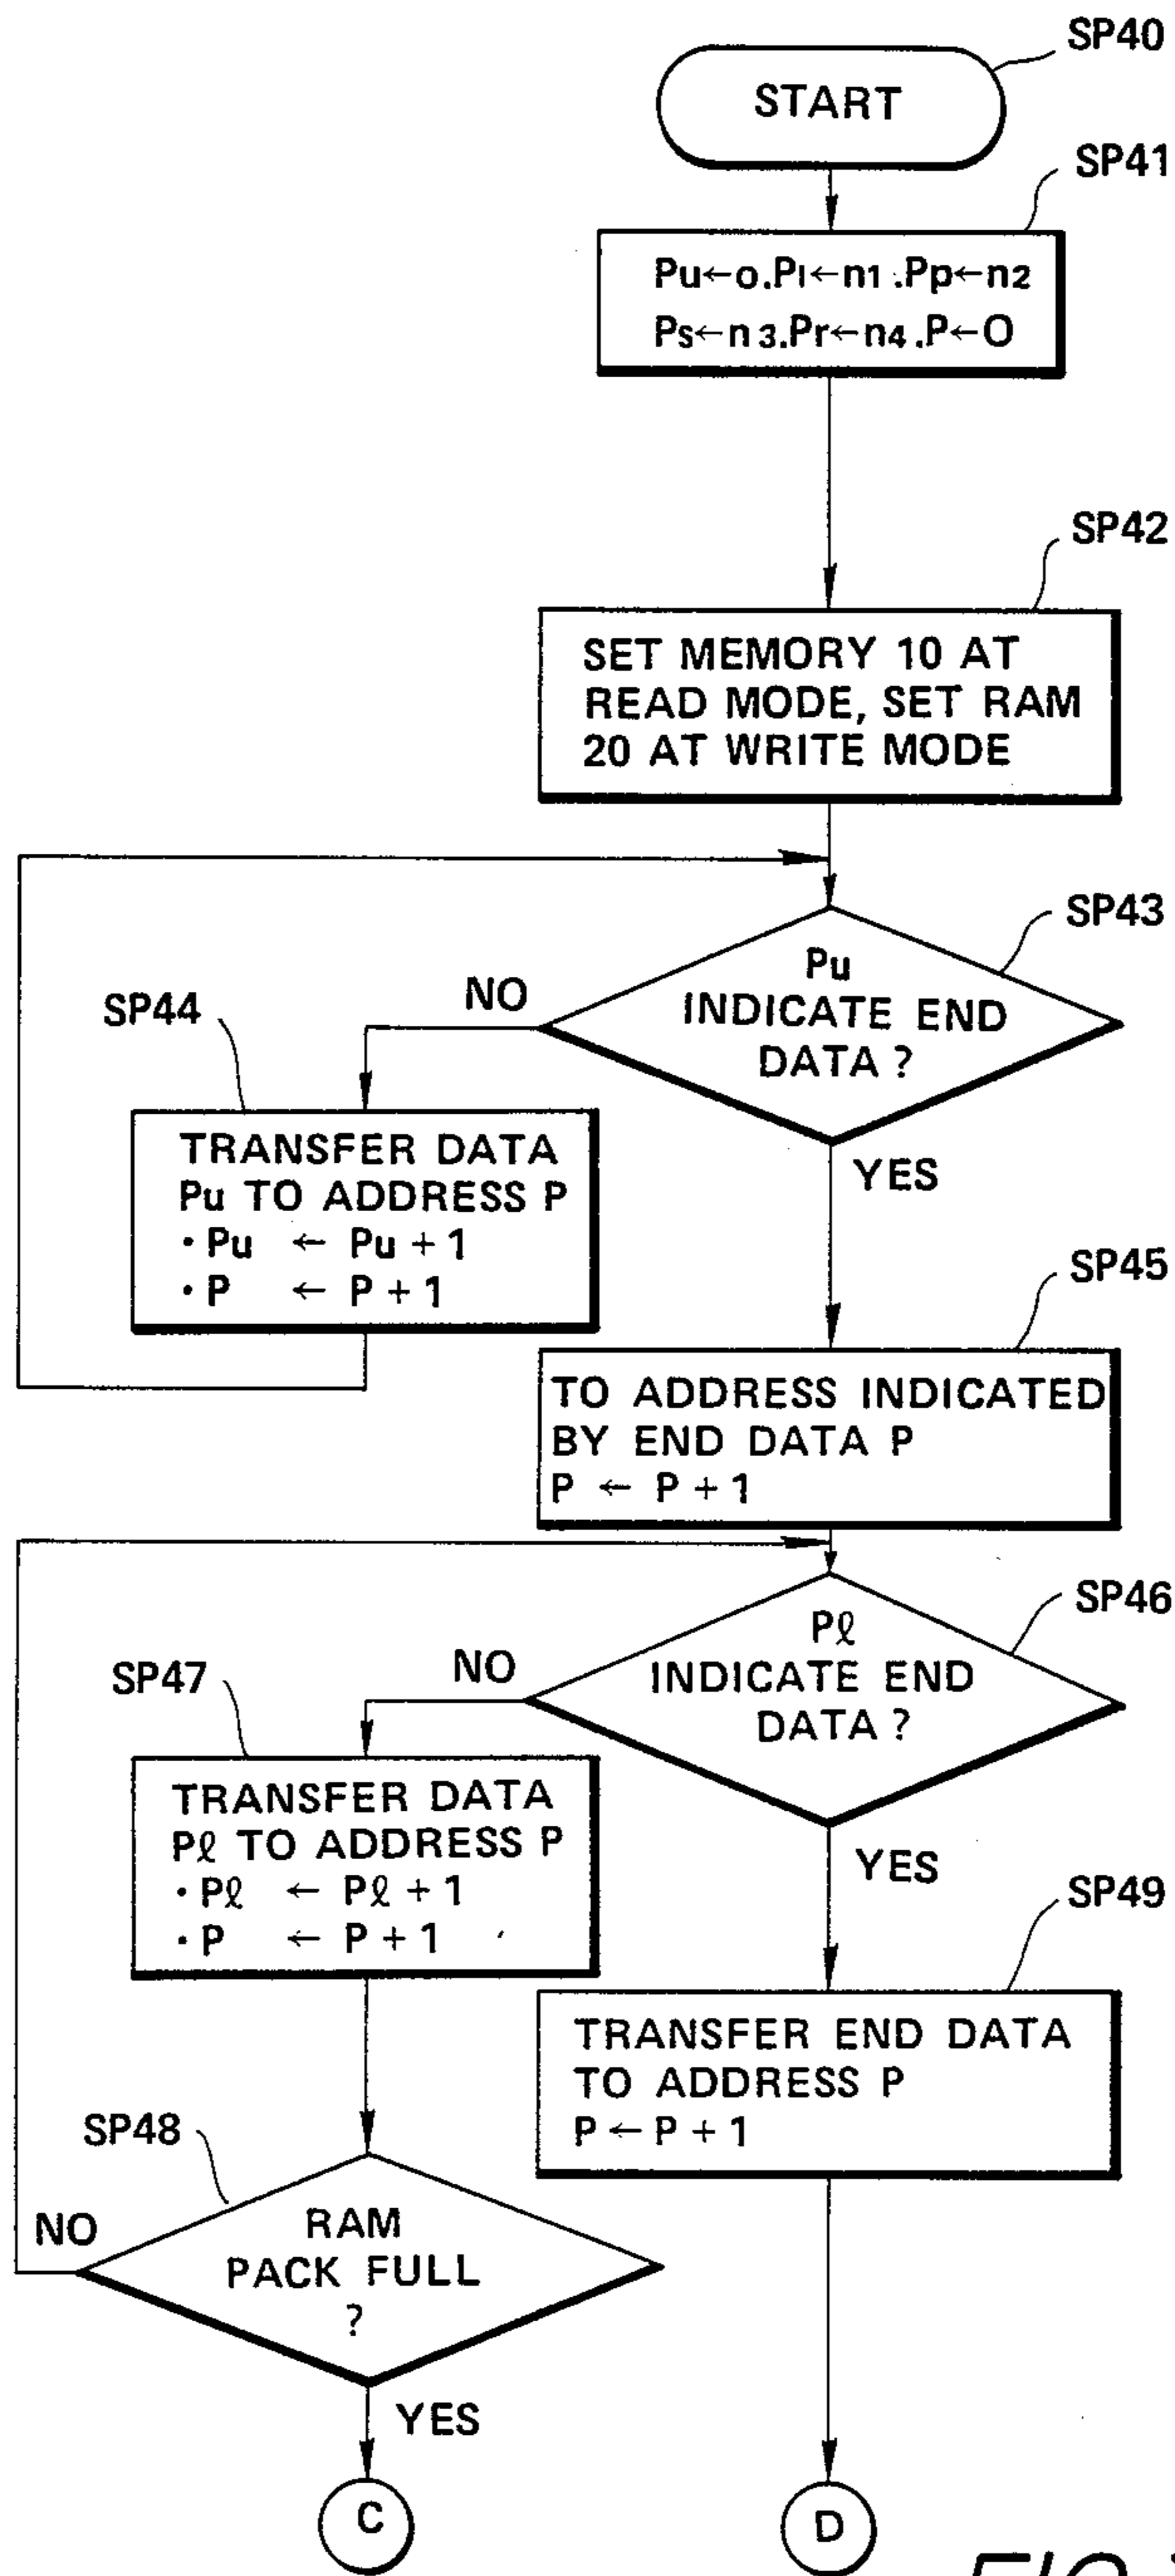 SP40
START
SP41
Pu←o.Pl←n1.Pp←n2
Ps←n3.Pr←n4.P←O
SP42
SET MEMORY 10 AT
READ MODE, SET RAM
20 AT WRITE MODE
SP43
Pu
INDICATE END
DATA ?
NO
SP44
TRANSFER DATA
Pu TO ADDRESS P
· Pu ← Pu + 1
· P ← P + 1
YES
SP45
TO ADDRESS INDICATED
BY END DATA P
P ← P + 1
SP46
Pℓ
INDICATE END
DATA ?
NO
SP47
TRANSFER DATA
Pℓ TO ADDRESS P
· Pℓ ← Pℓ + 1
· P ← P + 1
YES
SP49
TRANSFER END DATA
TO ADDRESS P
P ← P + 1
SP48
RAM
PACK FULL
?
NO
YES
C
D